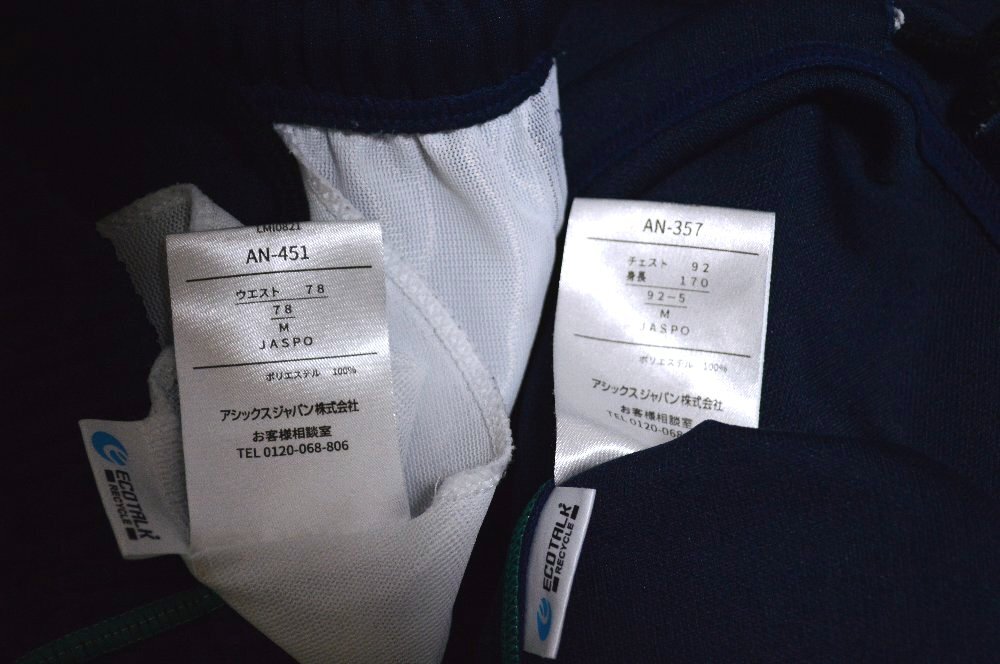 LMI0821
AN-451
ウエスト 78
78
M
JASPO
ポリエステル 100%
アシックスジャパン株式会社
お客様相談室
TEL 0120-068-806
ECOTALK
RECYCLE
AN-357
チェスト 92
身長 170
92-5
M
JASPO
ポリエステル 100%
アシックスジャパン株式会社
お客様相談室
TEL 0120-068
ECOTALK
RECYCLE